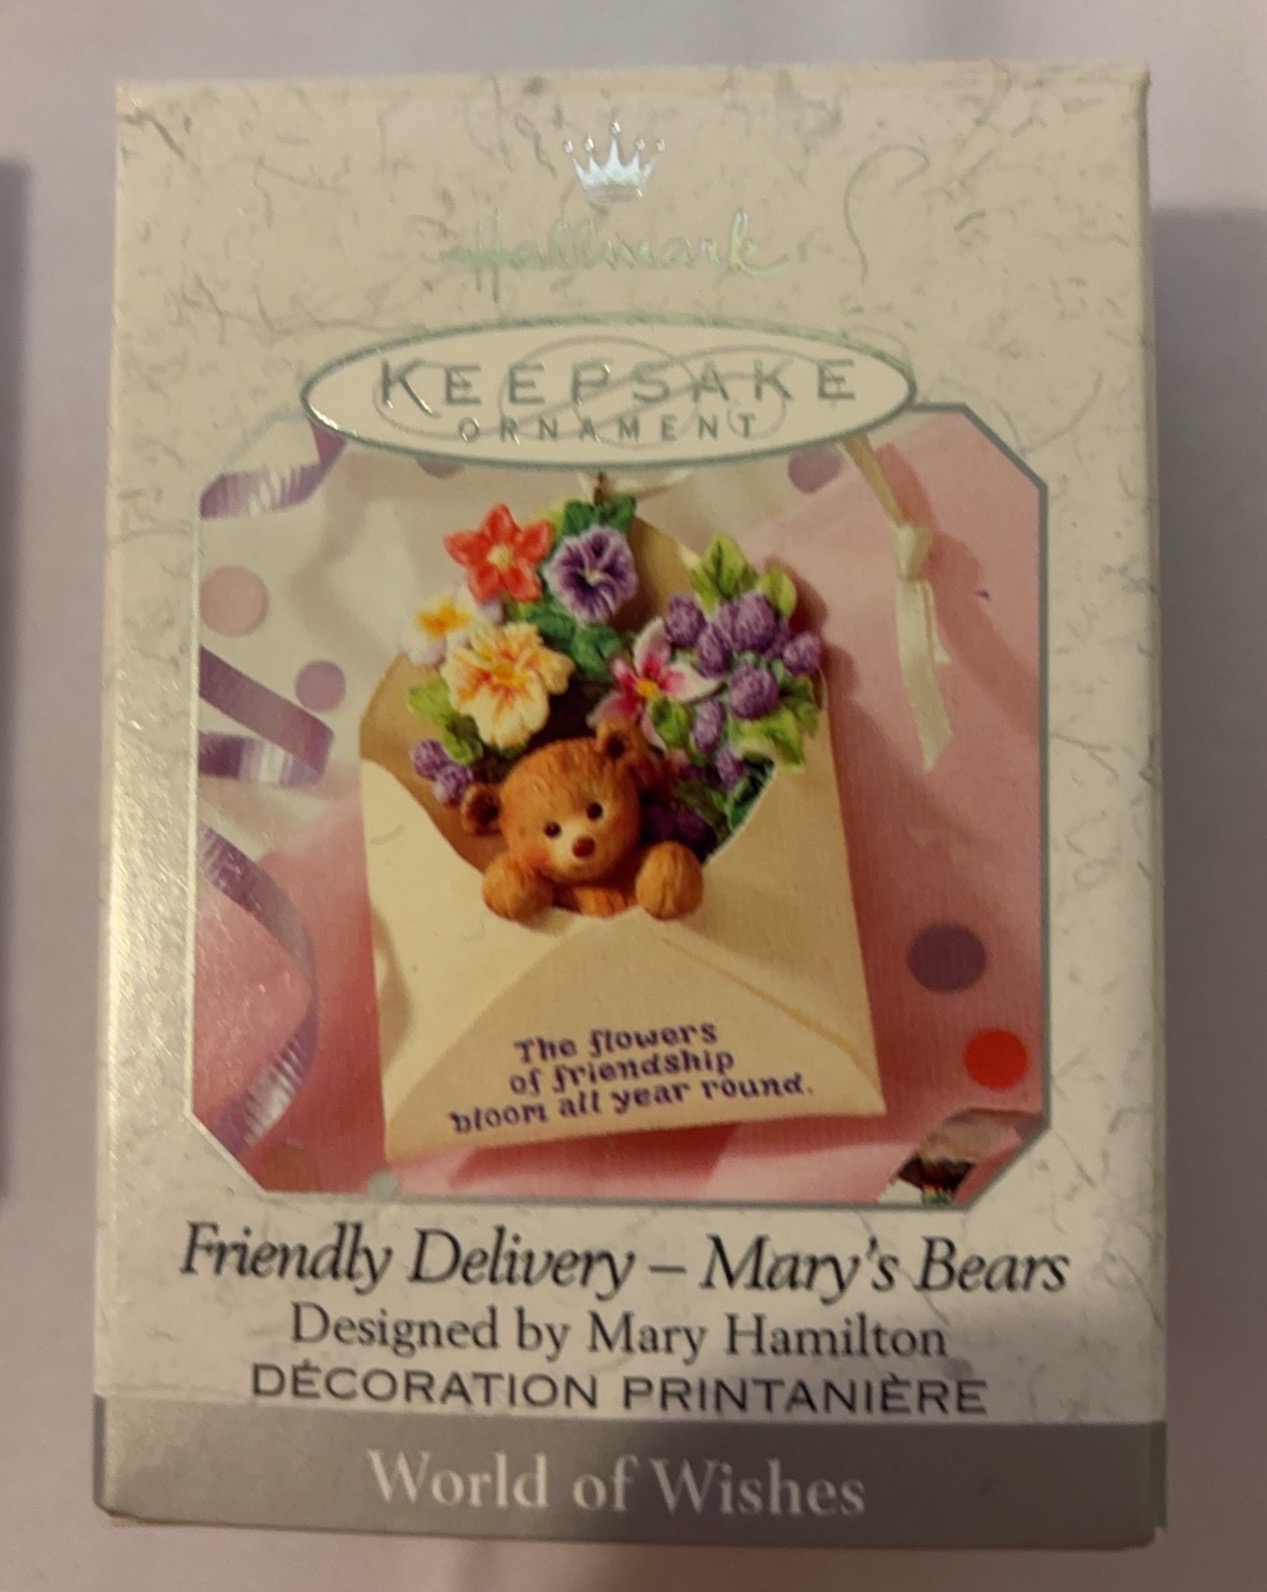 Hallmark
KEEPSAKE
ORNAMENT
The flowers
of friendship
bloom all year round.
Friendly Delivery – Mary's Bears
Designed by Mary Hamilton
DÉCORATION PRINTANIÈRE
World of Wishes